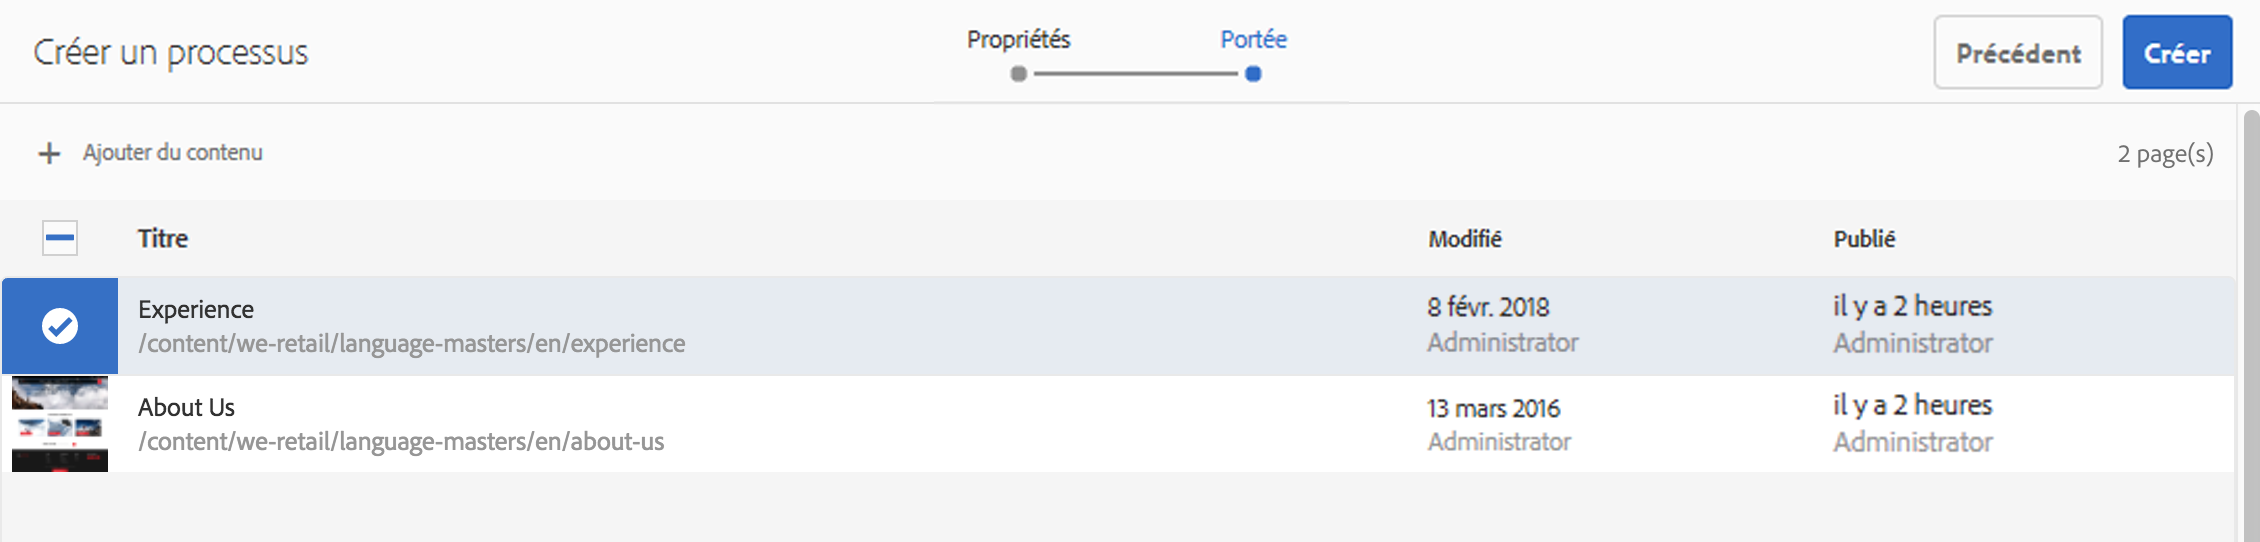 Créer un processus
Propriétés
Portée
Précédent
Créer
Ajouter du contenu
2 page(s)
Titre
Modifié
Publié
Experience
/content/we-retail/language-masters/en/experience
8 févr. 2018
Administrator
il y a 2 heures
Administrator
About Us
/content/we-retail/language-masters/en/about-us
13 mars 2016
Administrator
il y a 2 heures
Administrator